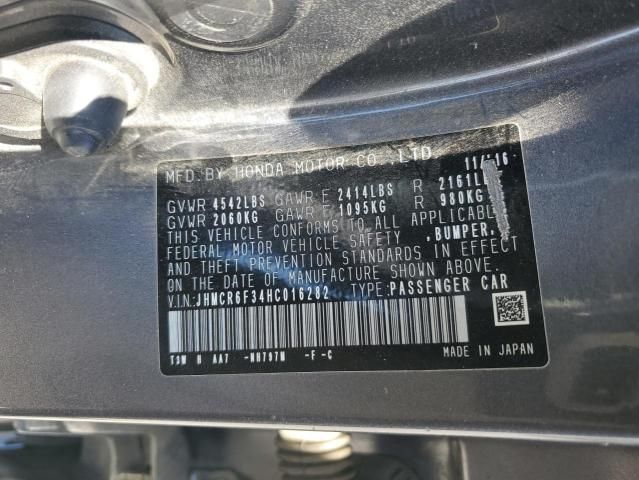 MFD. BY HONDA MOTOR CO., LTD. 11/16
GVWR 4542LBS GAWR F 2414LBS R 2161L
GVWR 2060KG GAWR F 1095KG R 980KG
THIS VEHICLE CONFORMS TO ALL APPLICABLE
FEDERAL MOTOR VEHICLE SAFETY, BUMPER,
AND THEFT PREVENTION STANDARDS IN EFFECT
ON THE DATE OF MANUFACTURE SHOWN ABOVE.
V.I.N: JHMCR6F34HC016282 TYPE: PASSENGER CAR
AA7 -NH797M -F -C MADE IN JAPAN